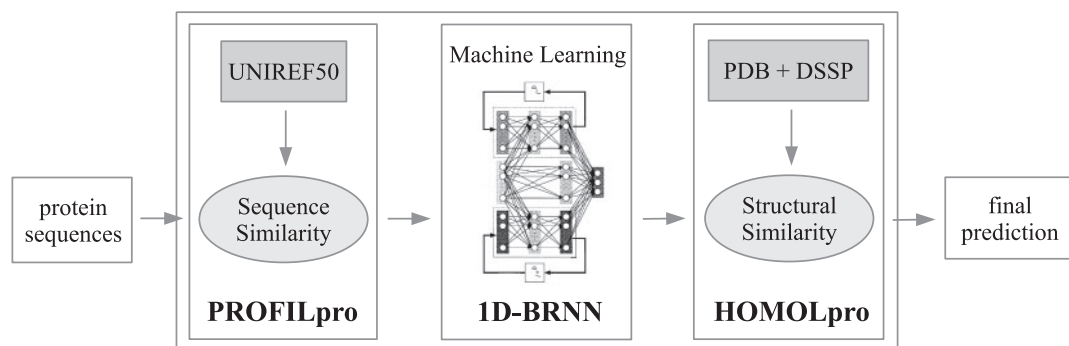 protein
sequences
UNIREF50
Sequence
Similarity
PROFILpro
Machine Learning
1D-BRNN
PDB + DSSP
Structural
Similarity
HOMOLpro
final
prediction